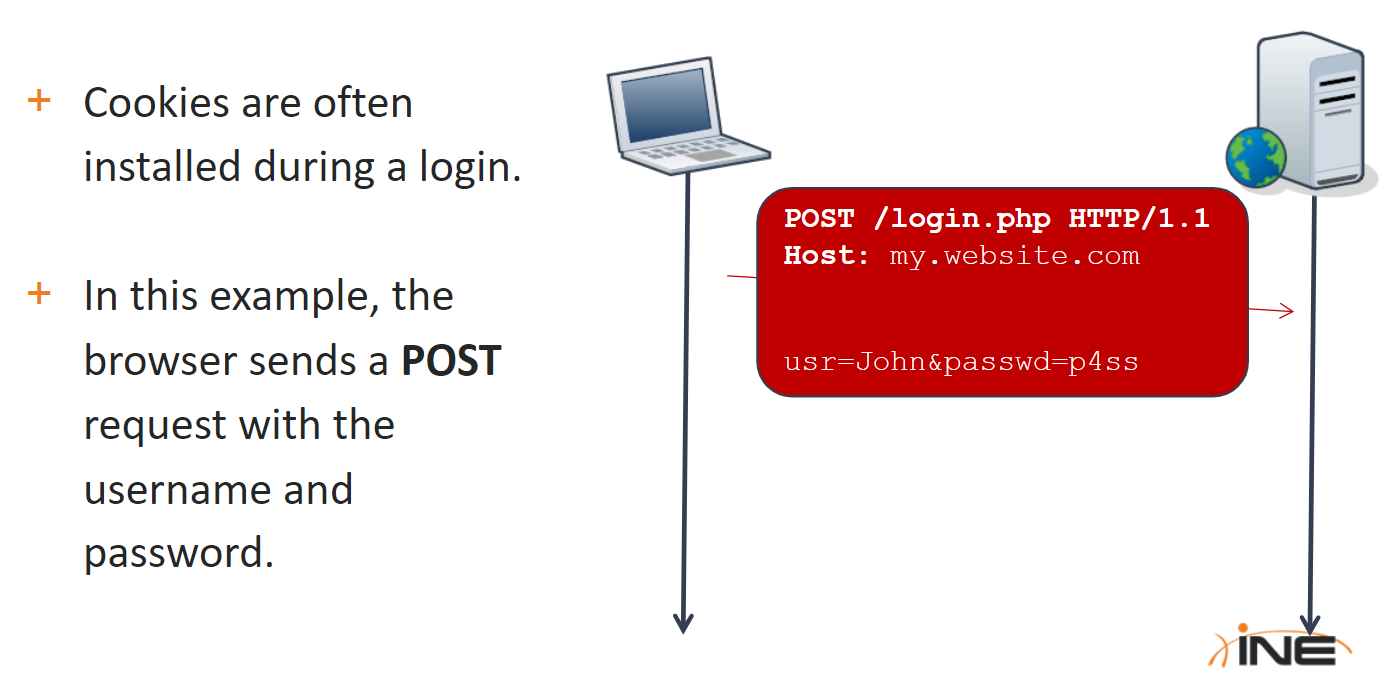 + Cookies are often
installed during a login.
+ In this example, the
browser sends a POST
request with the
username and
password.
POST /login.php HTTP/1.1
Host: my.website.com
usr=John&passwd=p4ss
iNE